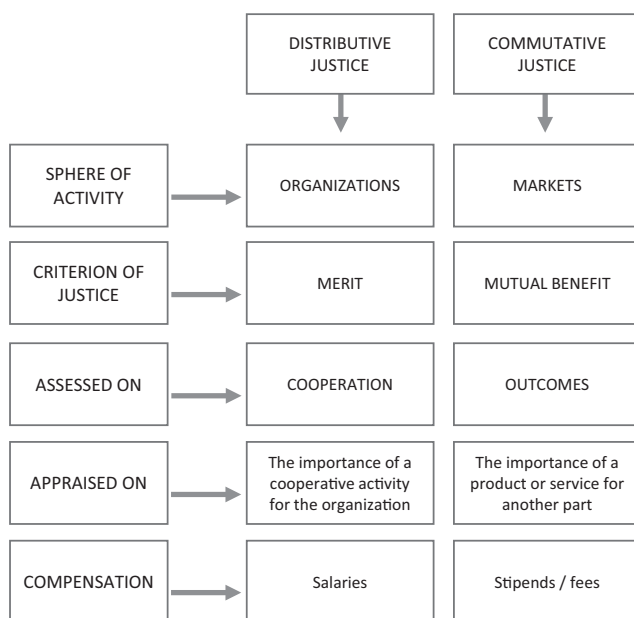 DISTRIBUTIVE
JUSTICE
COMMUTATIVE
JUSTICE
SPHERE OF
ACTIVITY
ORGANIZATIONS
MARKETS
CRITERION OF
JUSTICE
MERIT
MUTUAL BENEFIT
ASSESSED ON
COOPERATION
OUTCOMES
APPRAISED ON
The importance of a
cooperative activity
for the organization
The importance of a
product or service for
another part
COMPENSATION
Salaries
Stipends / fees